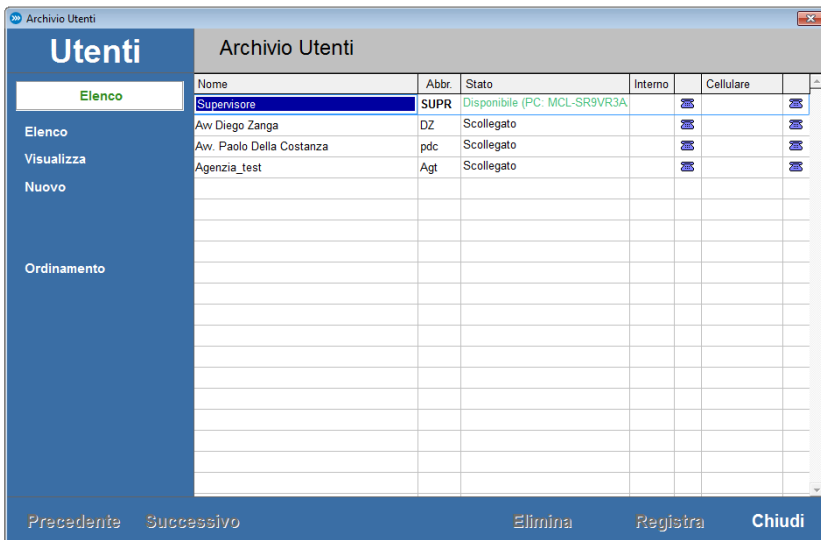 Archivio Utenti
Utenti
Archivio Utenti
Elenco
Elenco
Visualizza
Nuovo
Ordinamento
Nome Abbr. Stato Interno Cellulare
Supervisore SUPR Disponibile (PC: MCL-SR9VR3A
Avv Diego Zanga DZ Scollegato
Avv. Paolo Della Costanza pdc Scollegato
Agenzia_test Agt Scollegato
Precedente Successivo Elimina Registra Chiudi